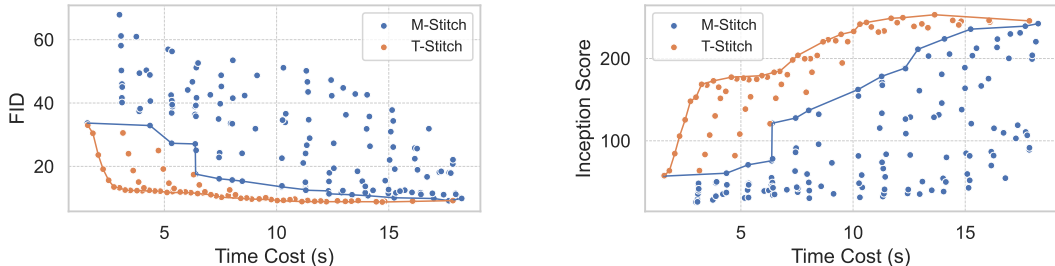 FID
60
40
20
M-Stitch
T-Stitch
5
10
15
Time Cost (s)
Inception Score
200
100
M-Stitch
T-Stitch
5
10
15
Time Cost (s)